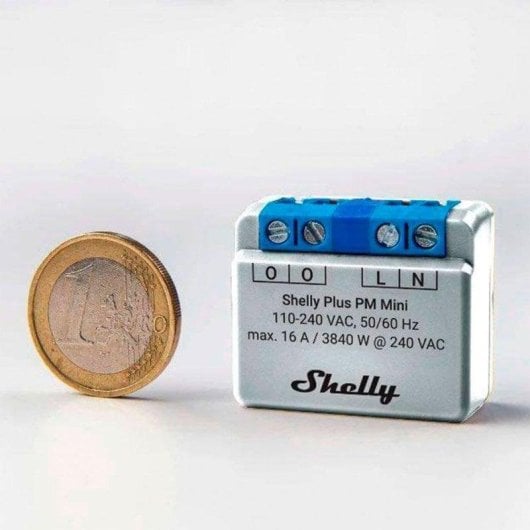 1
EURO
O O L N
Shelly Plus PM Mini
110-240 VAC, 50/60 Hz
max. 16 A / 3840 W @ 240 VAC
Shelly